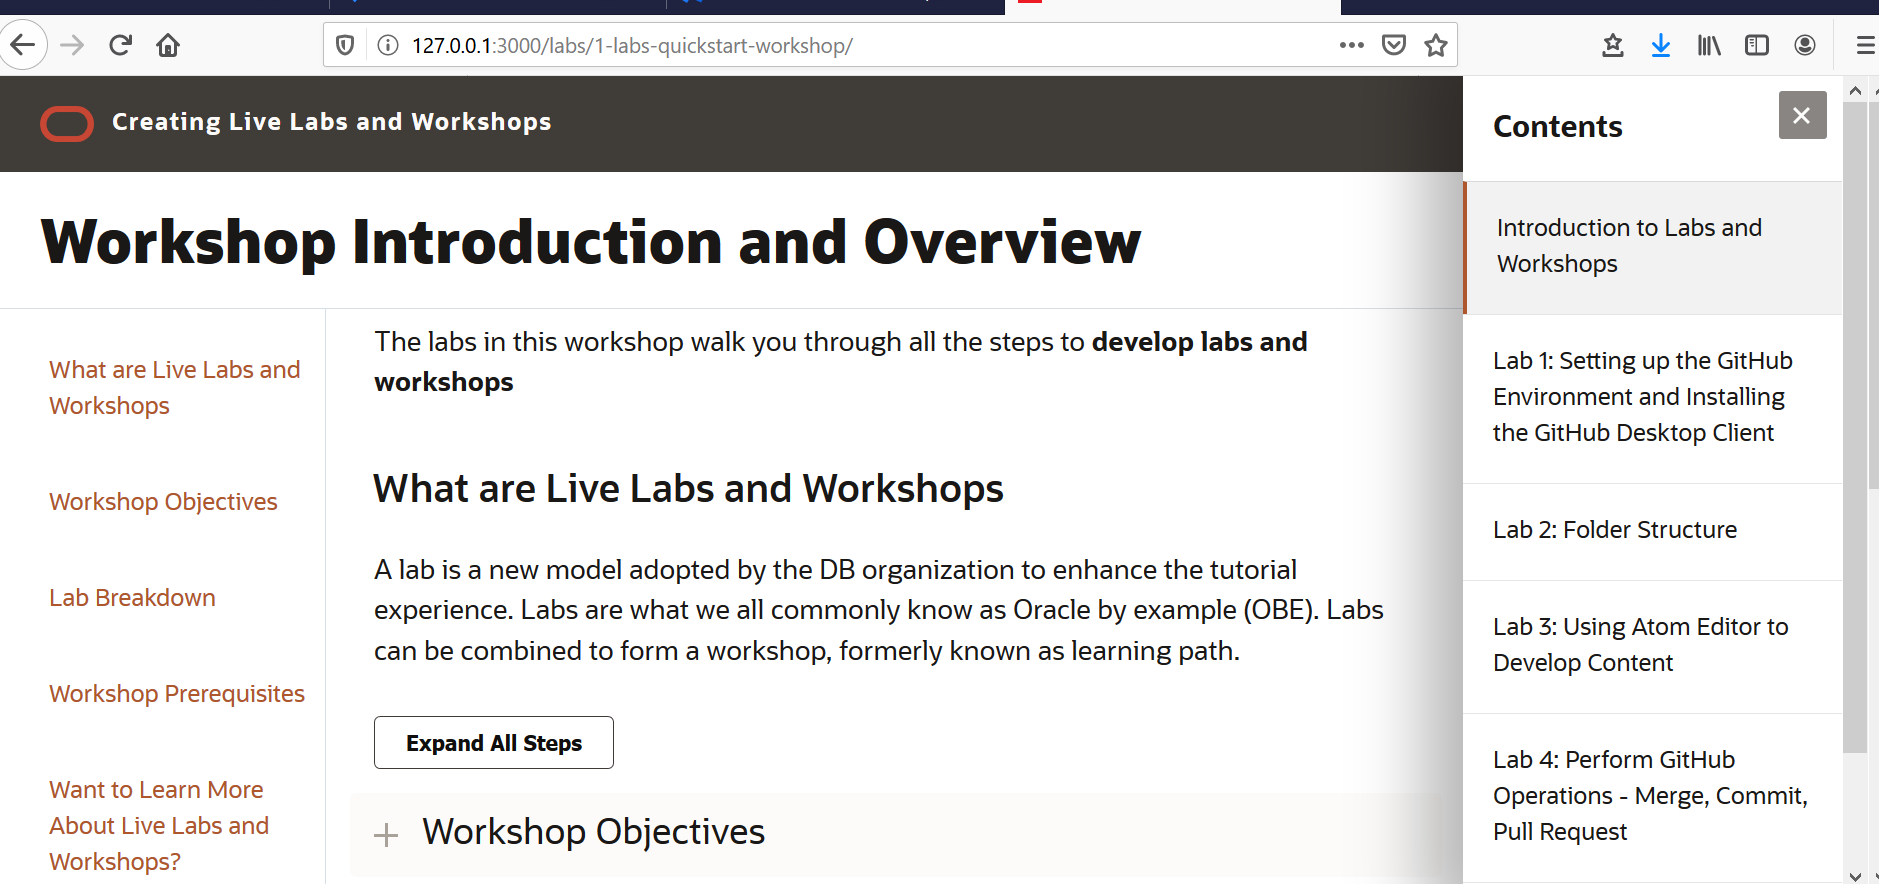 127.0.0.1:3000/labs/1-labs-quickstart-workshop/
Creating Live Labs and Workshops
Workshop Introduction and Overview
What are Live Labs and
Workshops
Workshop Objectives
Lab Breakdown
Workshop Prerequisites
Want to Learn More
About Live Labs and
Workshops?
The labs in this workshop walk you through all the steps to develop labs and
workshops
What are Live Labs and Workshops
A lab is a new model adopted by the DB organization to enhance the tutorial
experience. Labs are what we all commonly know as Oracle by example (OBE). Labs
can be combined to form a workshop, formerly known as learning path.
Expand All Steps
Workshop Objectives
Contents
Introduction to Labs and
Workshops
Lab 1: Setting up the GitHub
Environment and Installing
the GitHub Desktop Client
Lab 2: Folder Structure
Lab 3: Using Atom Editor to
Develop Content
Lab 4: Perform GitHub
Operations - Merge, Commit,
Pull Request